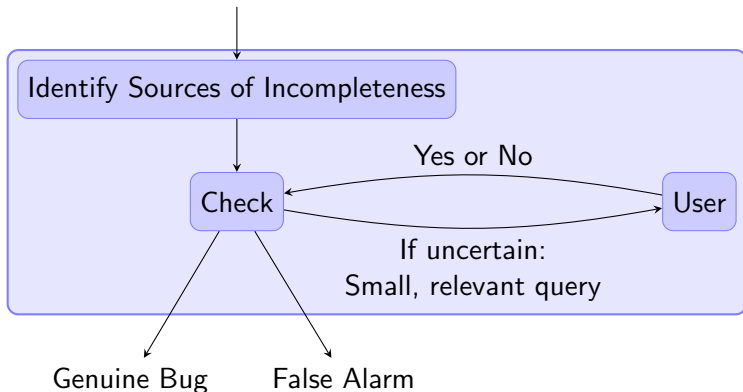 Identify Sources of Incompleteness
Yes or No
Check
User
If uncertain:
Small, relevant query
Genuine Bug
False Alarm